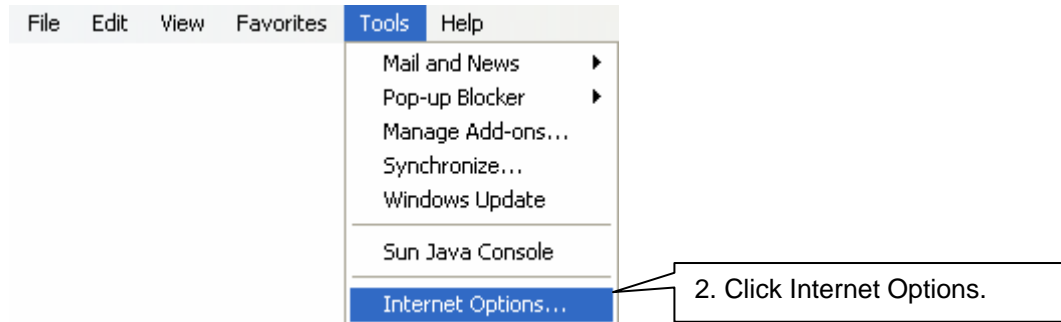 File Edit View Favorites Tools Help
Mail and News
Pop-up Blocker
Manage Add-ons...
Synchronize...
Windows Update
Sun Java Console
Internet Options...
2. Click Internet Options.